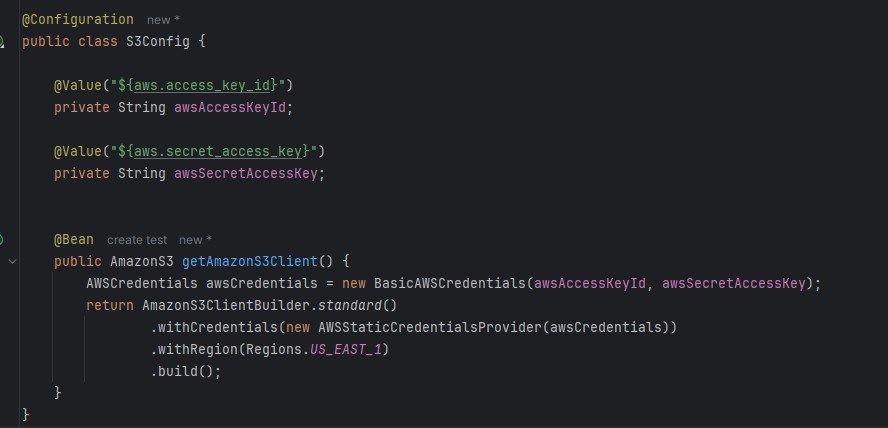 @Configuration new *
public class S3Config {
@Value("${aws.access_key_id}")
private String awsAccessKeyId;
@Value("${aws.secret_access_key}")
private String awsSecretAccessKey;
@Bean create test new *
public AmazonS3 getAmazonS3Client() {
AWSCredentials awsCredentials = new BasicAWSCredentials(awsAccessKeyId, awsSecretAccessKey);
return AmazonS3ClientBuilder.standard()
.withCredentials(new AWSStaticCredentialsProvider(awsCredentials))
.withRegion(Regions.US_EAST_1)
.build();
}
}